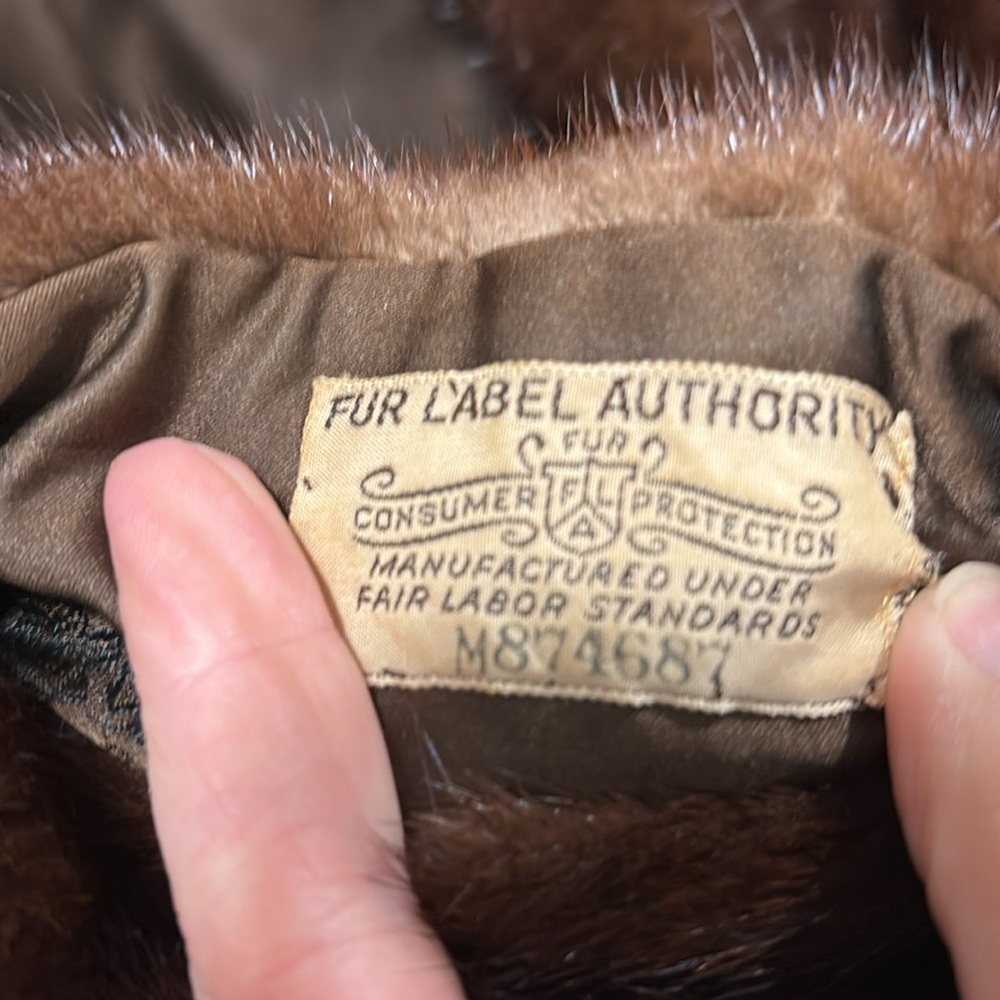 FUR LABEL AUTHORITY
FUR
CONSUMER FLA PROTECTION
MANUFACTURED UNDER
FAIR LABOR STANDARDS
M874687